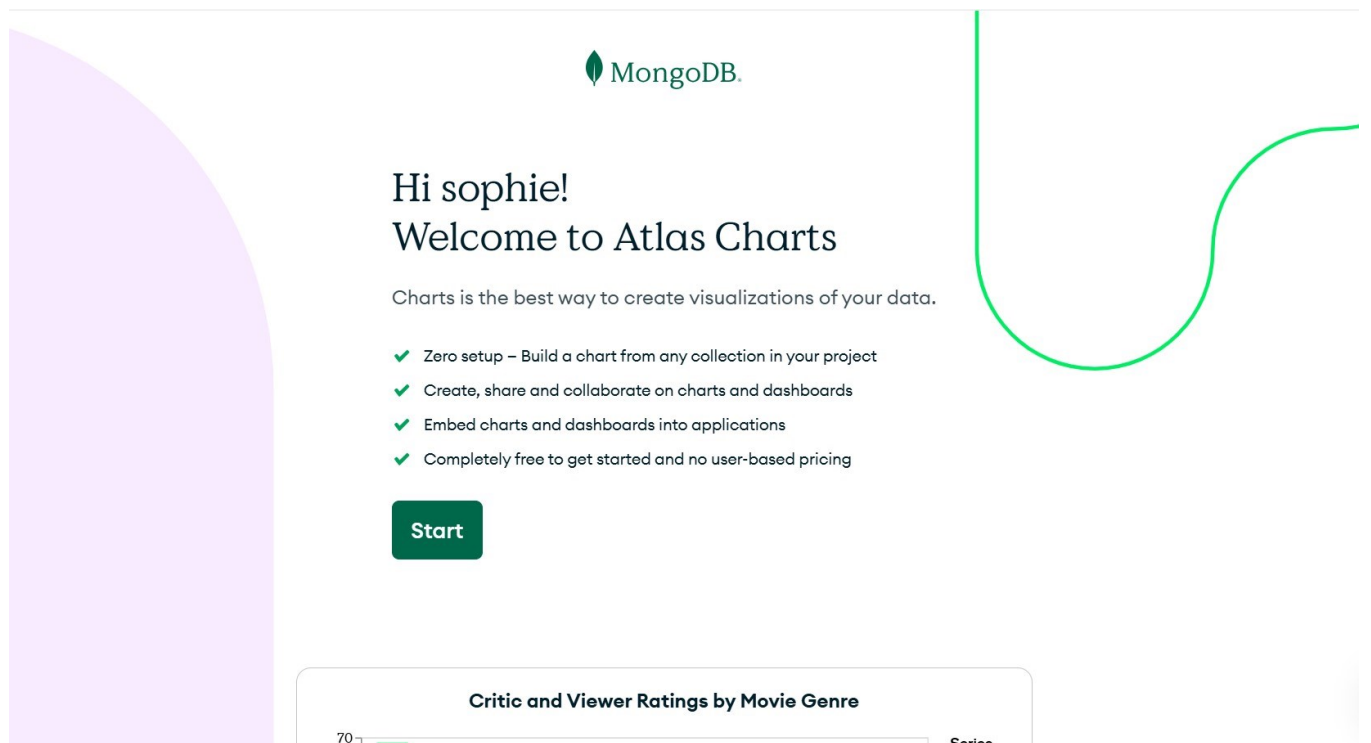 MongoDB.
Hi sophie!
Welcome to Atlas Charts
Charts is the best way to create visualizations of your data.
Zero setup – Build a chart from any collection in your project
Create, share and collaborate on charts and dashboards
Embed charts and dashboards into applications
Completely free to get started and no user-based pricing
Start
Critic and Viewer Ratings by Movie Genre
70
Series